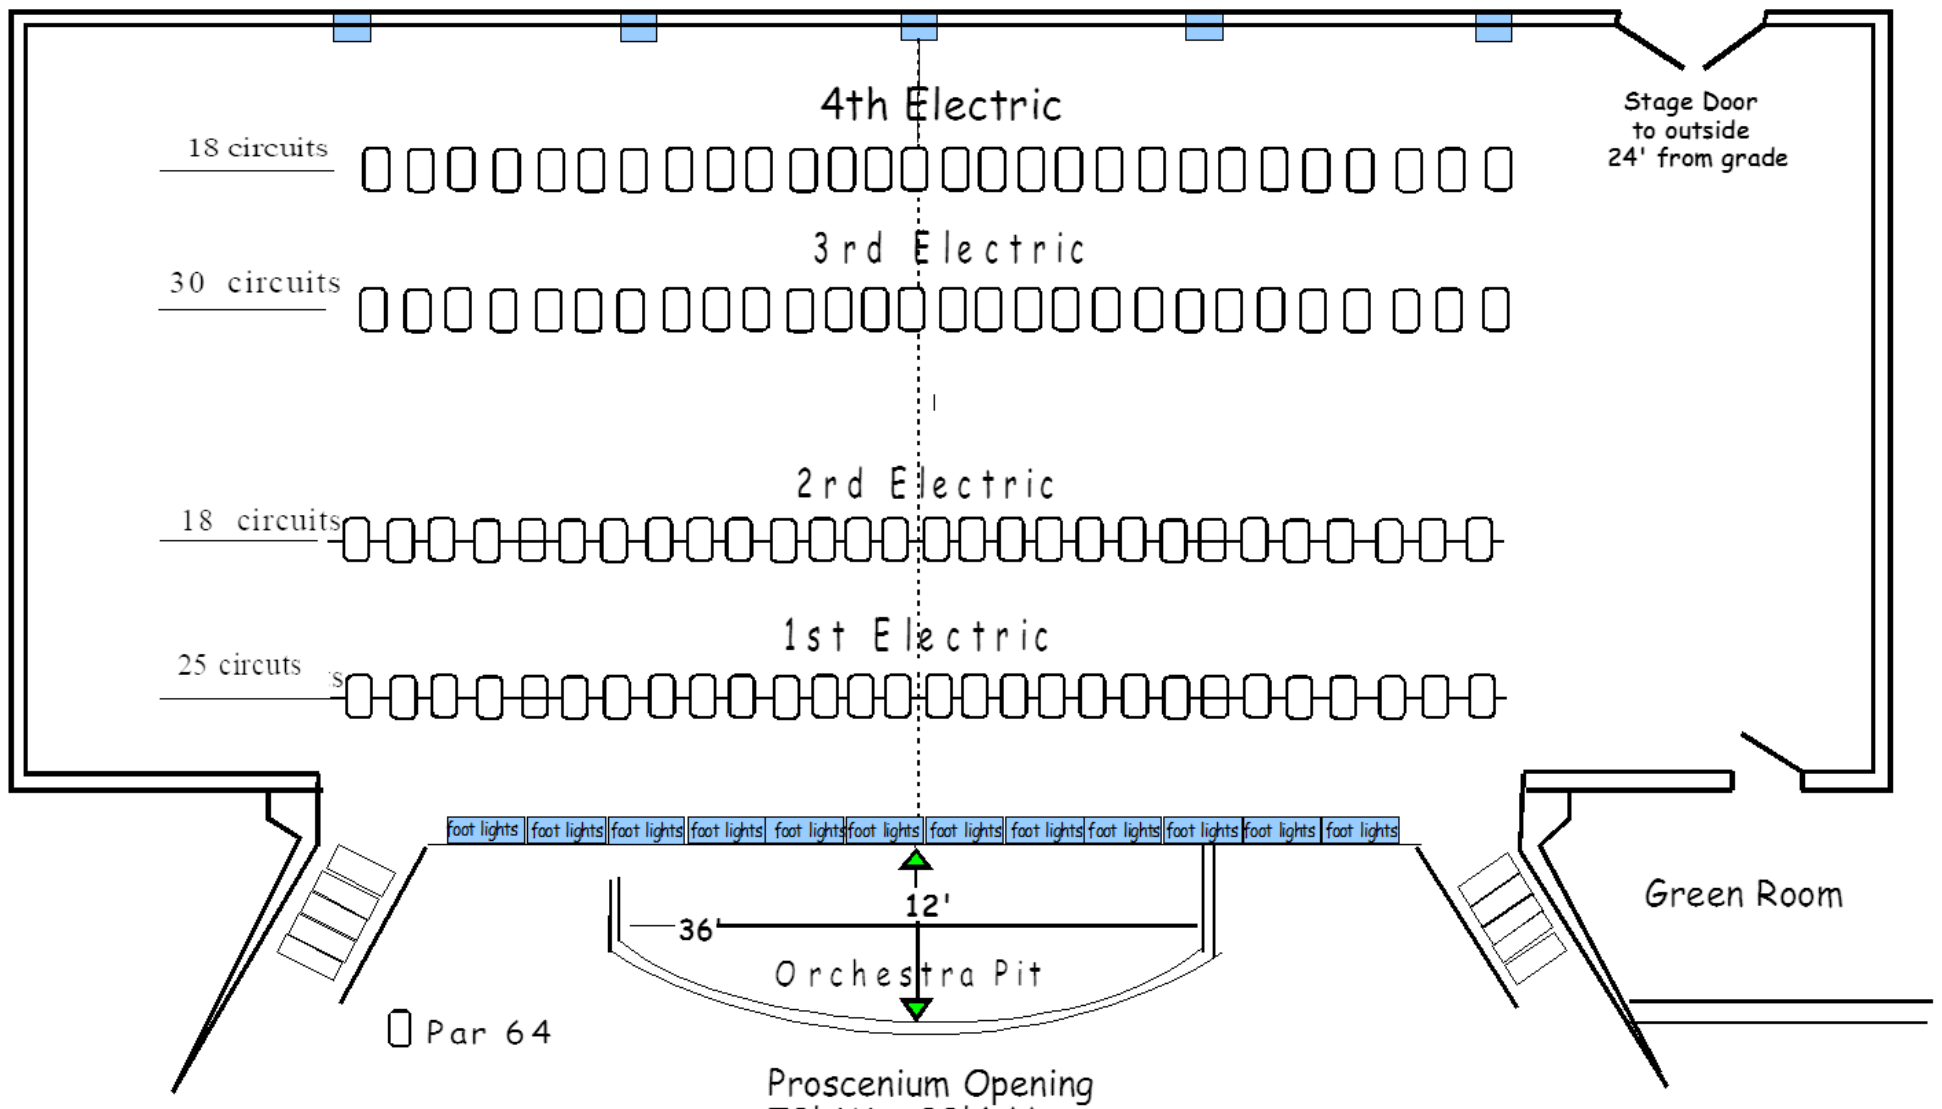 4th Electric
Stage Door
to outside
24' from grade
18 circuits
3rd Electric
30 circuits
2rd Electric
18 circuits
1st Electric
25 circuts
s
foot lights foot lights foot lights foot lights foot lights foot lights foot lights foot lights foot lights foot lights foot lights foot lights
12'
36'
Green Room
Orchestra Pit
Par 64
Proscenium Opening